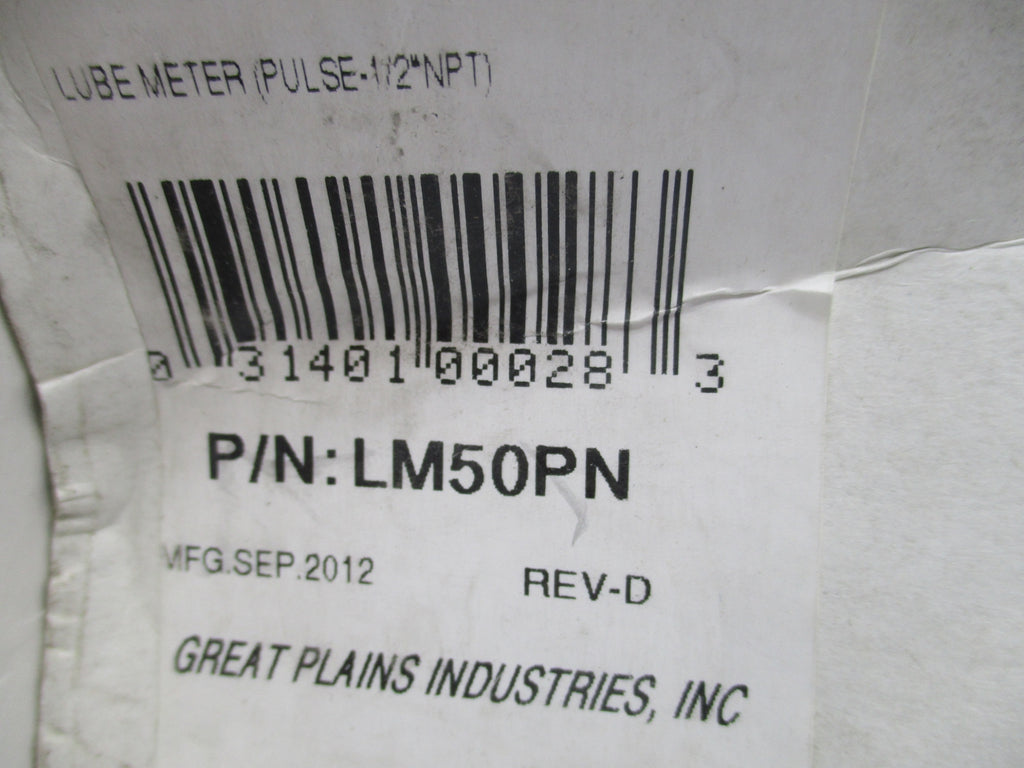 LUBE METER (PULSE-1/2"NPT)
0 31401 00028 3
P/N: LM50PN
MFG.SEP.2012 REV-D
GREAT PLAINS INDUSTRIES, INC